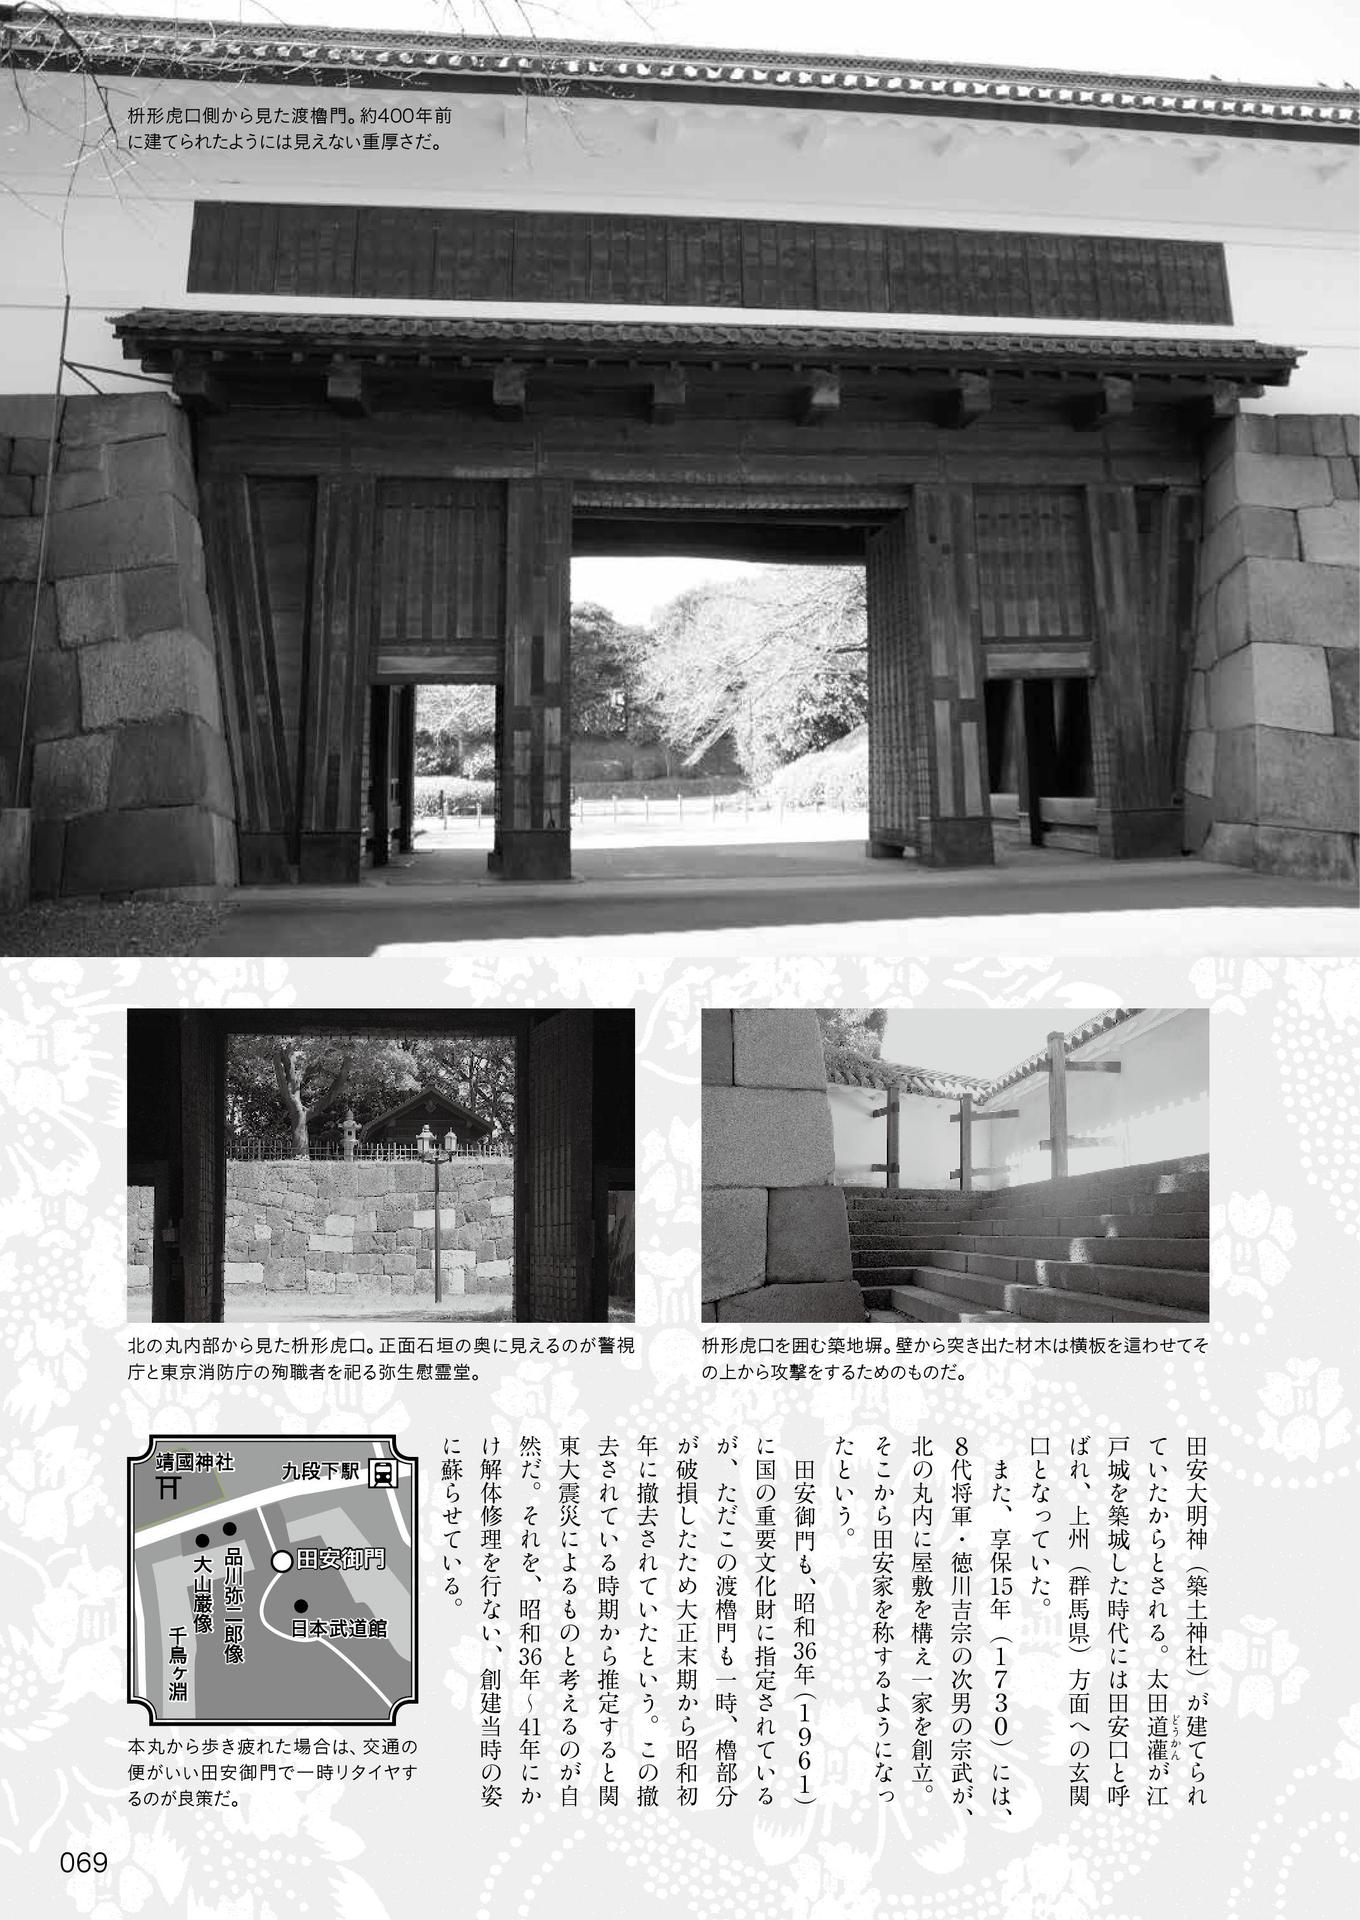 枡形虎口側から見た渡櫓門。約400年前
に建てられたようには見えない重厚さだ。
北の丸内部から見た枡形虎口。正面石垣の奥に見えるのが警視
庁と東京消防庁の殉職者を祀る弥生慰霊堂。
枡形虎口を囲む築地塀。壁から突き出た材木は横板を這わせてそ
の上から攻撃をするためのものだ。
田安大明神（築土神社）が建てられ
ていたからとされる。太田道灌が江
どうかん
戸城を築城した時代には田安口と呼
ばれ、上州（群馬県）方面への玄関
口となっていた。
また、享保15年（1730）には、
8代将軍・徳川吉宗の次男の宗武が、
北の丸内に屋敷を構え一家を創立。
そこから田安家を称するようになっ
たという。
田安御門も、昭和36年（1961）
に国の重要文化財に指定されている
が、ただこの渡櫓門も一時、櫓部分
が破損したため大正末期から昭和初
年に撤去されていたという。この撤
去されている時期から推定すると関
東大震災によるものと考えるのが自
然だ。それを、昭和36年～41年にか
け解体修理を行ない、創建当時の姿
に蘇らせている。
靖國神社
九段下駅
田安御門
品川弥二郎像
大山巌像
日本武道館
千鳥ヶ淵
本丸から歩き疲れた場合は、交通の
便がいい田安御門で一時リタイヤす
るのが良策だ。
069